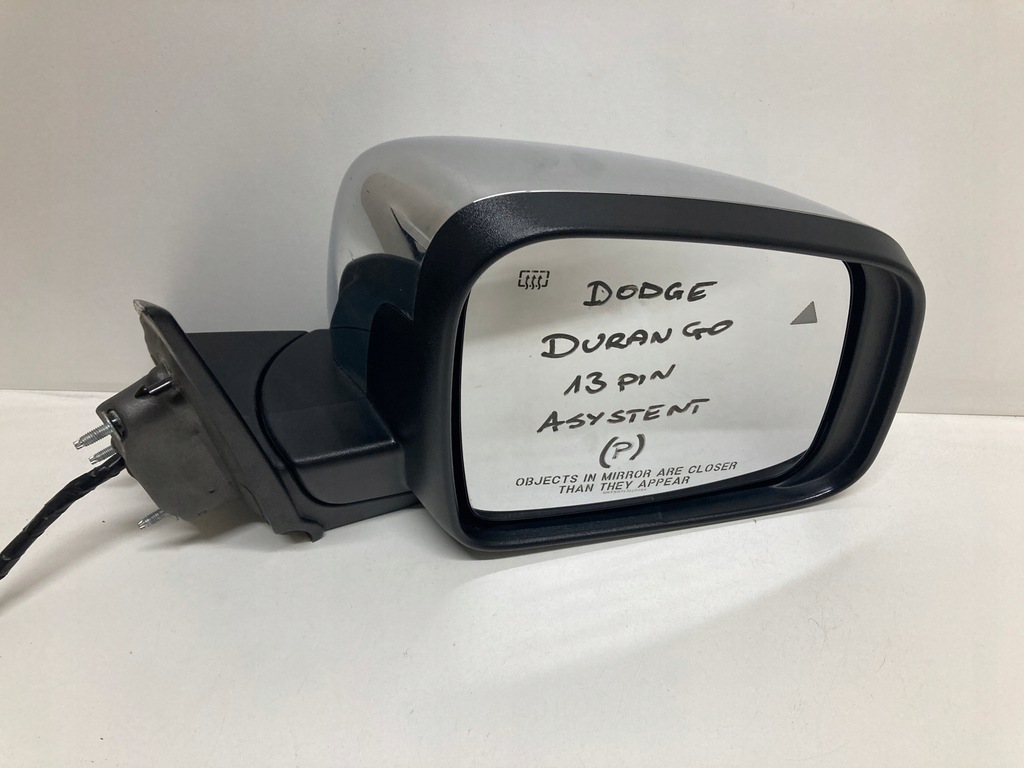 DODGE
DURANGO
13 PIN
ASYSTENT
(P)
OBJECTS IN MIRROR ARE CLOSER
THAN THEY APPEAR